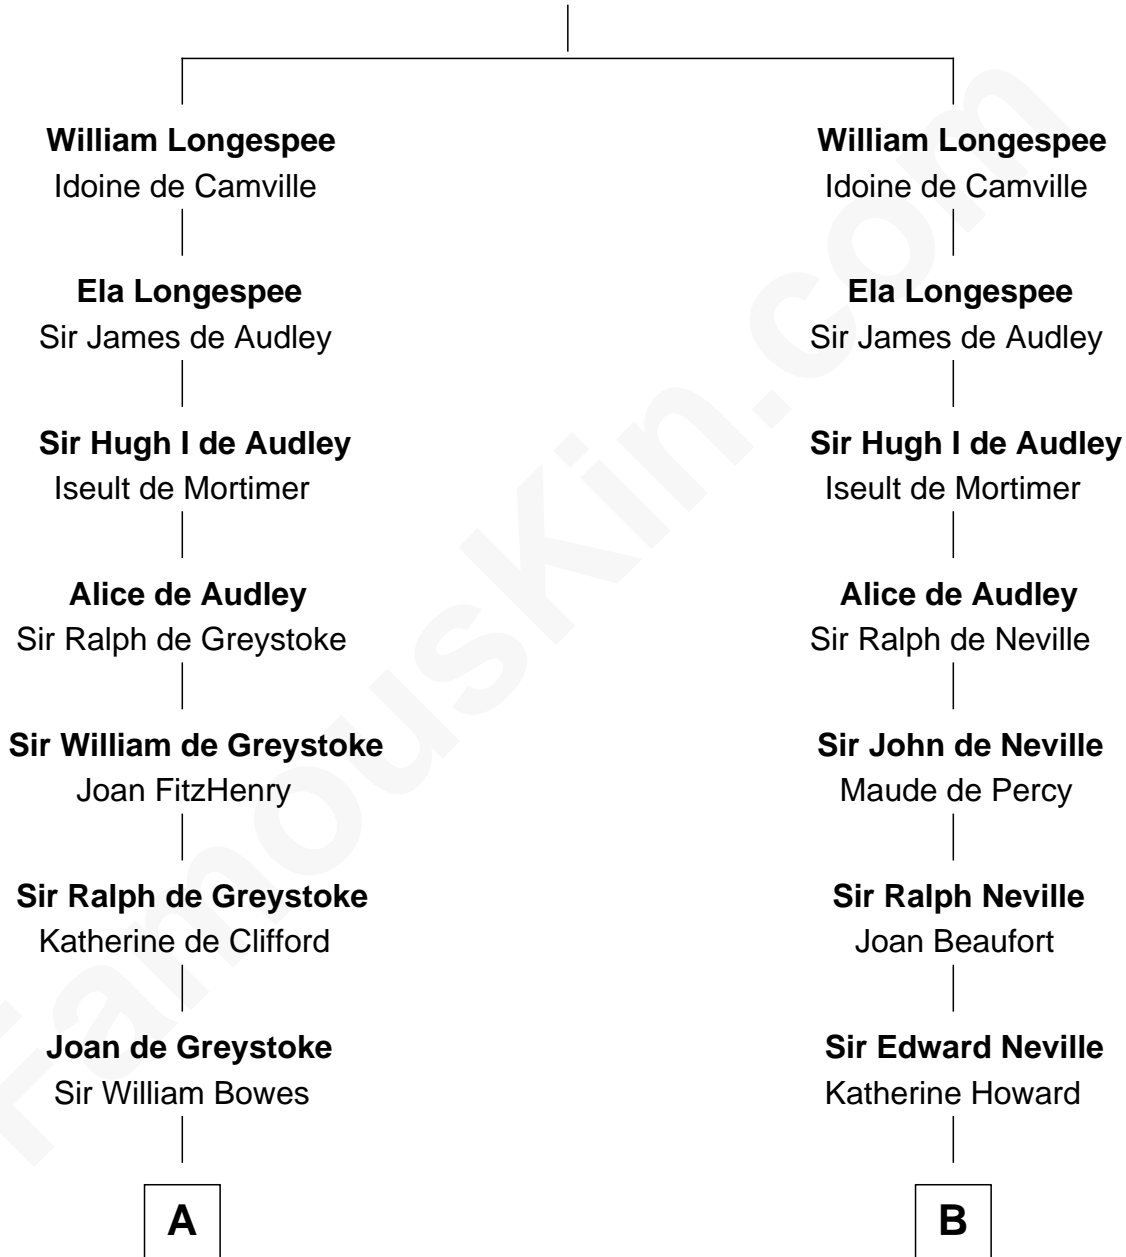 William Longespee
Idoine de Camville
Ela Longespee
Sir James de Audley
Sir Hugh I de Audley
Iseult de Mortimer
Alice de Audley
Sir Ralph de Greystoke
Sir William de Greystoke
Joan FitzHenry
Sir Ralph de Greystoke
Katherine de Clifford
Joan de Greystoke
Sir William Bowes
A
William Longespee
Idoine de Camville
Ela Longespee
Sir James de Audley
Sir Hugh I de Audley
Iseult de Mortimer
Alice de Audley
Sir Ralph de Neville
Sir John de Neville
Maude de Percy
Sir Ralph Neville
Joan Beaufort
Sir Edward Neville
Katherine Howard
B
FamousKin.com